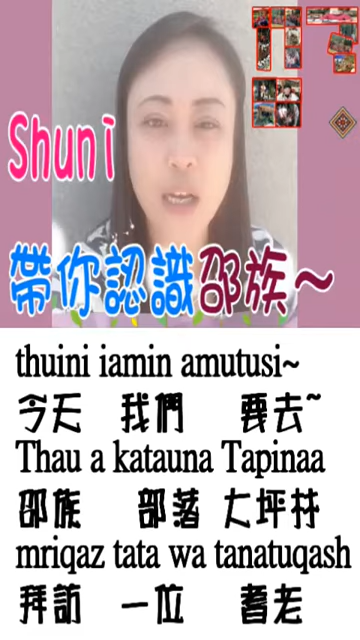 Shuni
帶你認識邵族~
thuini iamin amutusi~
今天 我們 要去~
Thau a katauna Tapinaa
邵族 部落 大坪林
mriqaz tata wa tanatuqash
拜訪 一位 耆老